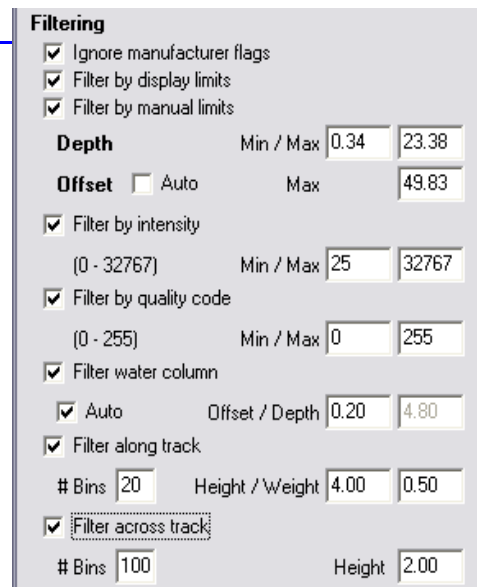 Filtering
Ignore manufacturer flags
Filter by display limits
Filter by manual limits
Depth Min / Max 0.34 23.38
Offset Auto Max 49.83
Filter by intensity
(0 - 32767) Min / Max 25 32767
Filter by quality code
(0 - 255) Min / Max 0 255
Filter water column
Auto Offset / Depth 0.20 4.80
Filter along track
# Bins 20 Height / Weight 4.00 0.50
Filter across track
# Bins 100 Height 2.00